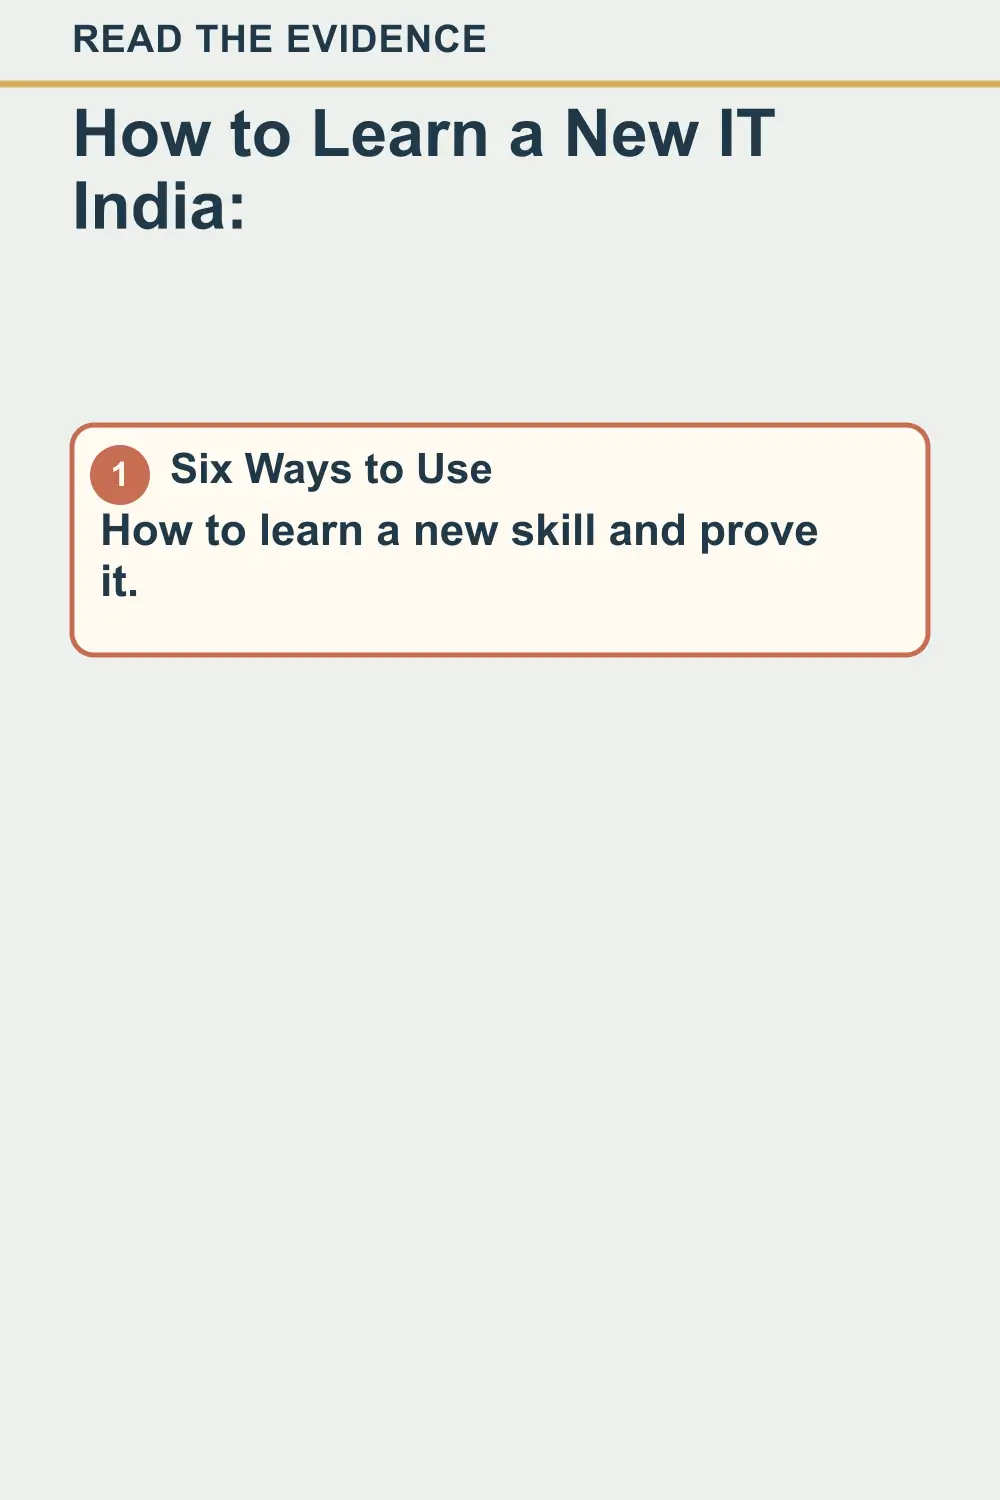 READ THE EVIDENCE
How to Learn a New IT
India:
1 Six Ways to Use
How to learn a new skill and prove
it.